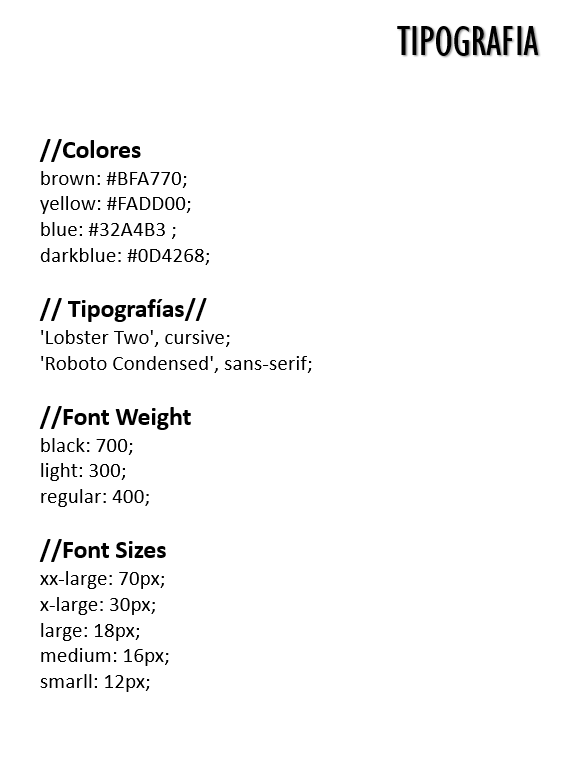 TIPOGRAFIA
//Colores
brown: #BFA770;
yellow: #FADD00;
blue: #32A4B3 ;
darkblue: #0D4268;
// Tipografías//
'Lobster Two', cursive;
'Roboto Condensed', sans-serif;
//Font Weight
black: 700;
light: 300;
regular: 400;
//Font Sizes
xx-large: 70px;
x-large: 30px;
large: 18px;
medium: 16px;
smarll: 12px;